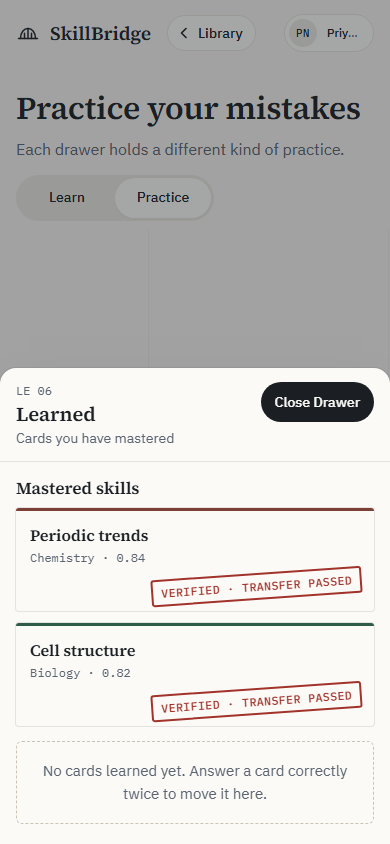 SkillBridge
Library
PN
Priy...
Practice your mistakes
Each drawer holds a different kind of practice.
Learn
Practice
LE 06
Learned
Cards you have mastered
Close Drawer
Mastered skills
Periodic trends
Chemistry · 0.84
VERIFIED · TRANSFER PASSED
Cell structure
Biology · 0.82
VERIFIED · TRANSFER PASSED
No cards learned yet. Answer a card correctly
twice to move it here.